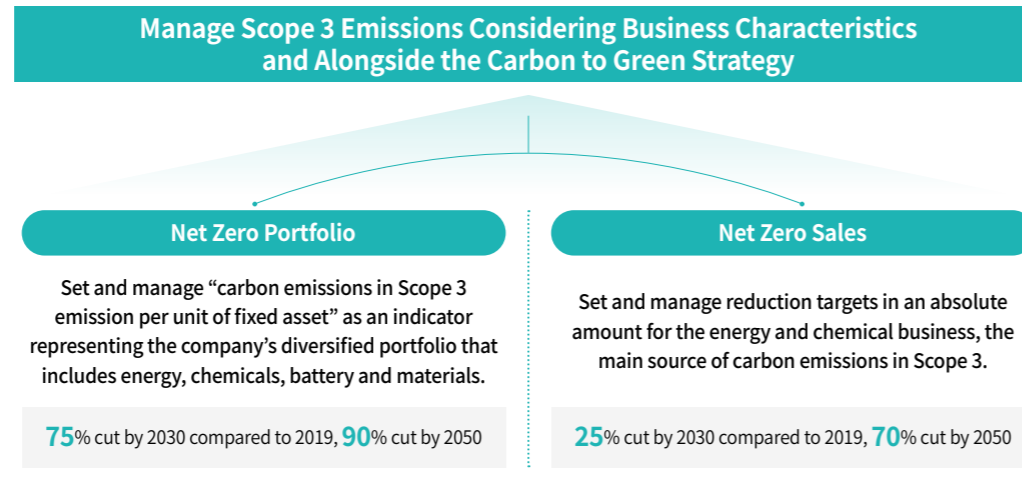 Manage Scope 3 Emissions Considering Business Characteristics
and Alongside the Carbon to Green Strategy
Net Zero Portfolio
Set and manage “carbon emissions in Scope 3
emission per unit of fixed asset” as an indicator
representing the company’s diversified portfolio that
includes energy, chemicals, battery and materials.
75% cut by 2030 compared to 2019, 90% cut by 2050
Net Zero Sales
Set and manage reduction targets in an absolute
amount for the energy and chemical business, the
main source of carbon emissions in Scope 3.
25% cut by 2030 compared to 2019, 70% cut by 2050